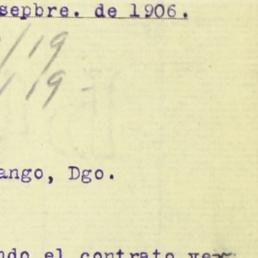 sepbre. de 1906.
/19
/19
ango, Dgo.
ndo el contrato ver